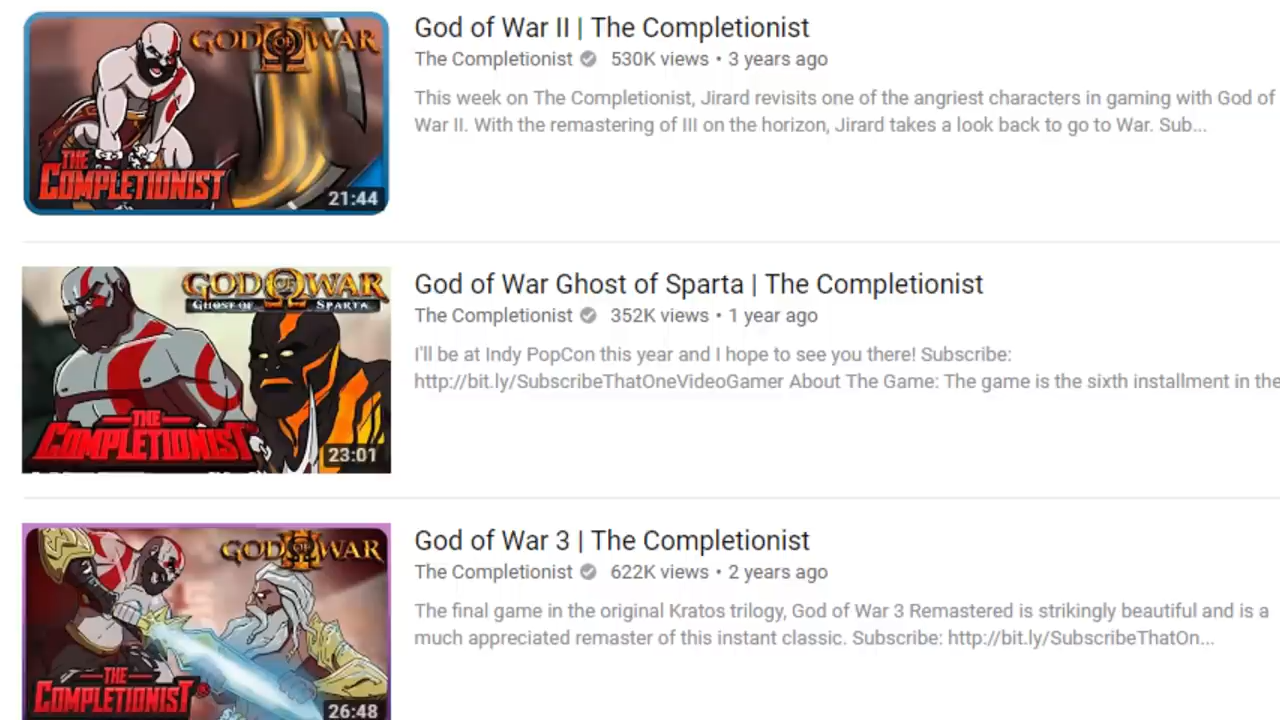 GOD OF WAR II
THE
COMPLETIONIST
21:44
God of War II | The Completionist
The Completionist 530K views • 3 years ago
This week on The Completionist, Jirard revisits one of the angriest characters in gaming with God of
War II. With the remastering of III on the horizon, Jirard takes a look back to go to War. Sub...
GOD OF WAR
GHOST OF SPARTA
THE
COMPLETIONIST
23:01
God of War Ghost of Sparta | The Completionist
The Completionist 352K views • 1 year ago
I'll be at Indy PopCon this year and I hope to see you there! Subscribe:
http://bit.ly/SubscribeThatOneVideoGamer About The Game: The game is the sixth installment in the
GOD OF WAR III
THE
COMPLETIONIST
26:48
God of War 3 | The Completionist
The Completionist 622K views • 2 years ago
The final game in the original Kratos trilogy, God of War 3 Remastered is strikingly beautiful and is a
much appreciated remaster of this instant classic. Subscribe: http://bit.ly/SubscribeThatOn...